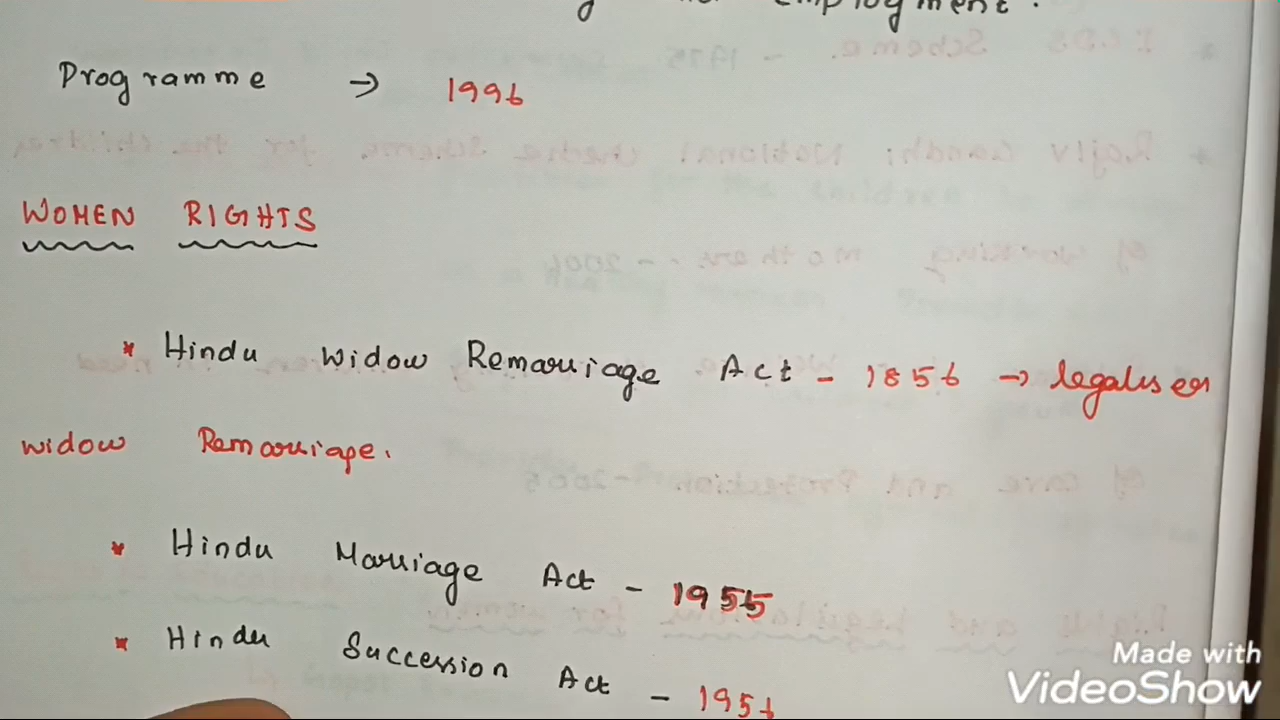 Employment.
Programme → 1996
WOMEN RIGHTS
* Hindu Widow Remarriage Act - 1856 → legalises
widow Remarriage.
* Hindu Marriage Act - 1955
* Hindu Succession Act - 1956
Made with
VideoShow